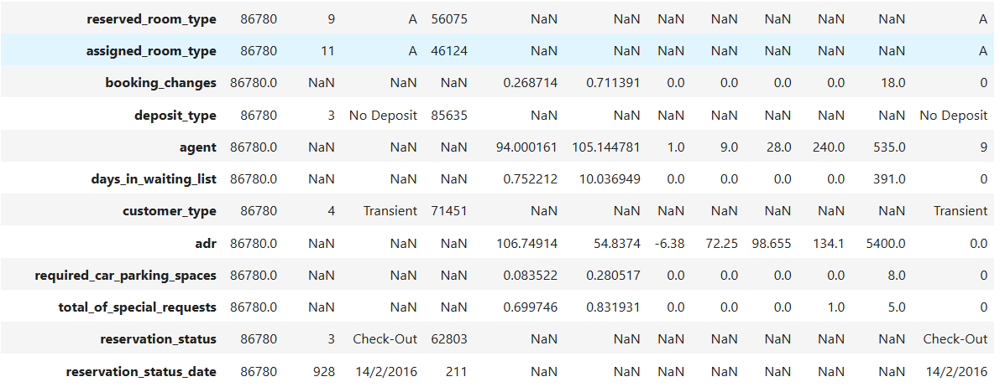 reserved_room_type 86780 9 A 56075 NaN NaN NaN NaN NaN NaN NaN A
assigned_room_type 86780 11 A 46124 NaN NaN NaN NaN NaN NaN NaN A
booking_changes 86780.0 NaN NaN NaN 0.268714 0.711391 0.0 0.0 0.0 0.0 18.0 0
deposit_type 86780 3 No Deposit 85635 NaN NaN NaN NaN NaN NaN NaN No Deposit
agent 86780.0 NaN NaN NaN 94.000161 105.144781 1.0 9.0 28.0 240.0 535.0 9
days_in_waiting_list 86780.0 NaN NaN NaN 0.752212 10.036949 0.0 0.0 0.0 0.0 391.0 0
customer_type 86780 4 Transient 71451 NaN NaN NaN NaN NaN NaN NaN Transient
adr 86780.0 NaN NaN NaN 106.74914 54.8374 -6.38 72.25 98.655 134.1 5400.0 0.0
required_car_parking_spaces 86780.0 NaN NaN NaN 0.083522 0.280517 0.0 0.0 0.0 0.0 8.0 0
total_of_special_requests 86780.0 NaN NaN NaN 0.699746 0.831931 0.0 0.0 0.0 1.0 5.0 0
reservation_status 86780 3 Check-Out 62803 NaN NaN NaN NaN NaN NaN NaN Check-Out
reservation_status_date 86780 928 14/2/2016 211 NaN NaN NaN NaN NaN NaN NaN 14/2/2016